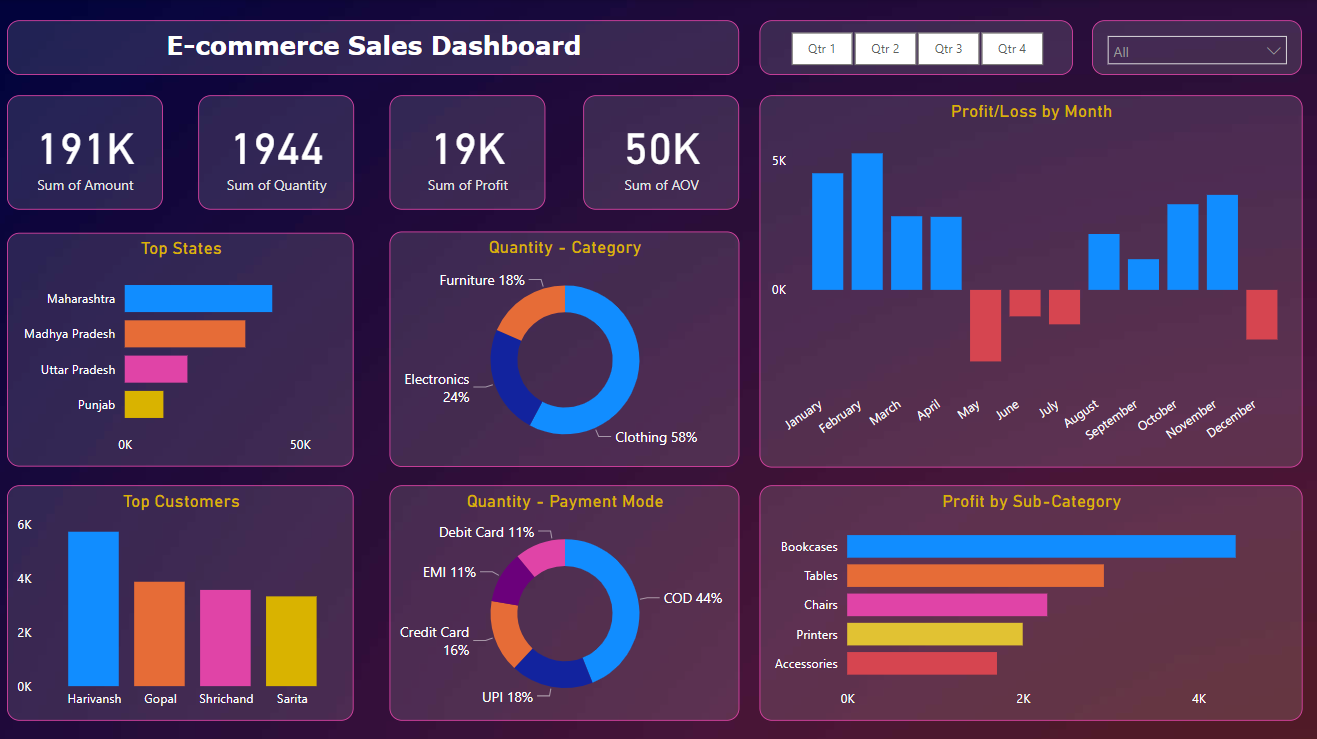 E-commerce Sales Dashboard
Qtr 1 Qtr 2 Qtr 3 Qtr 4
All
191K
Sum of Amount
1944
Sum of Quantity
19K
Sum of Profit
50K
Sum of AOV
Profit/Loss by Month
5K
0K
January February March April May June July August September October November December
Top States
Maharashtra
Madhya Pradesh
Uttar Pradesh
Punjab
0K 50K
Quantity - Category
Furniture 18%
Electronics
24%
Clothing 58%
Top Customers
6K
4K
2K
0K
Harivansh Gopal Shrichand Sarita
Quantity - Payment Mode
Debit Card 11%
EMI 11%
COD 44%
Credit Card
16%
UPI 18%
Profit by Sub-Category
Bookcases
Tables
Chairs
Printers
Accessories
0K 2K 4K